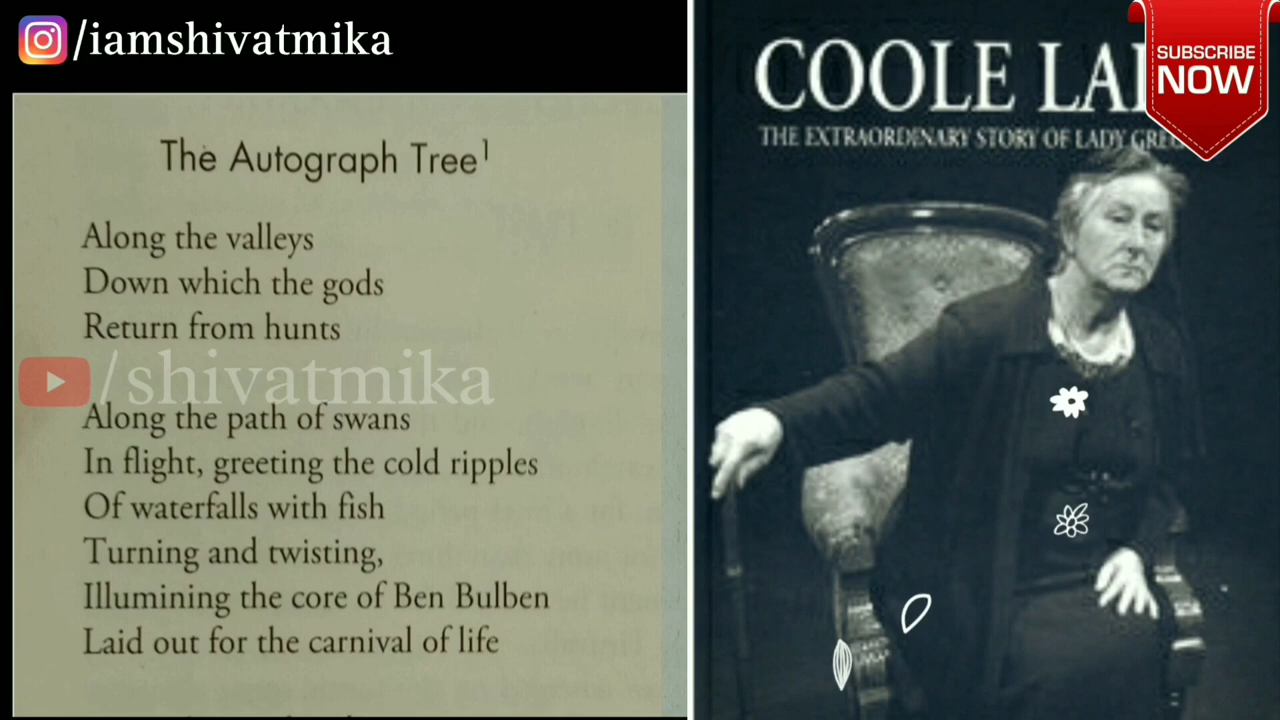 /iamshivatmika
The Autograph Tree¹
Along the valleys
Down which the gods
Return from hunts
/shivatmika
Along the path of swans
In flight, greeting the cold ripples
Of waterfalls with fish
Turning and twisting,
Illumining the core of Ben Bulben
Laid out for the carnival of life
COOLE
THE EXTRAORDINARY STORY OF LADY
SUBSCRIBE
NOW